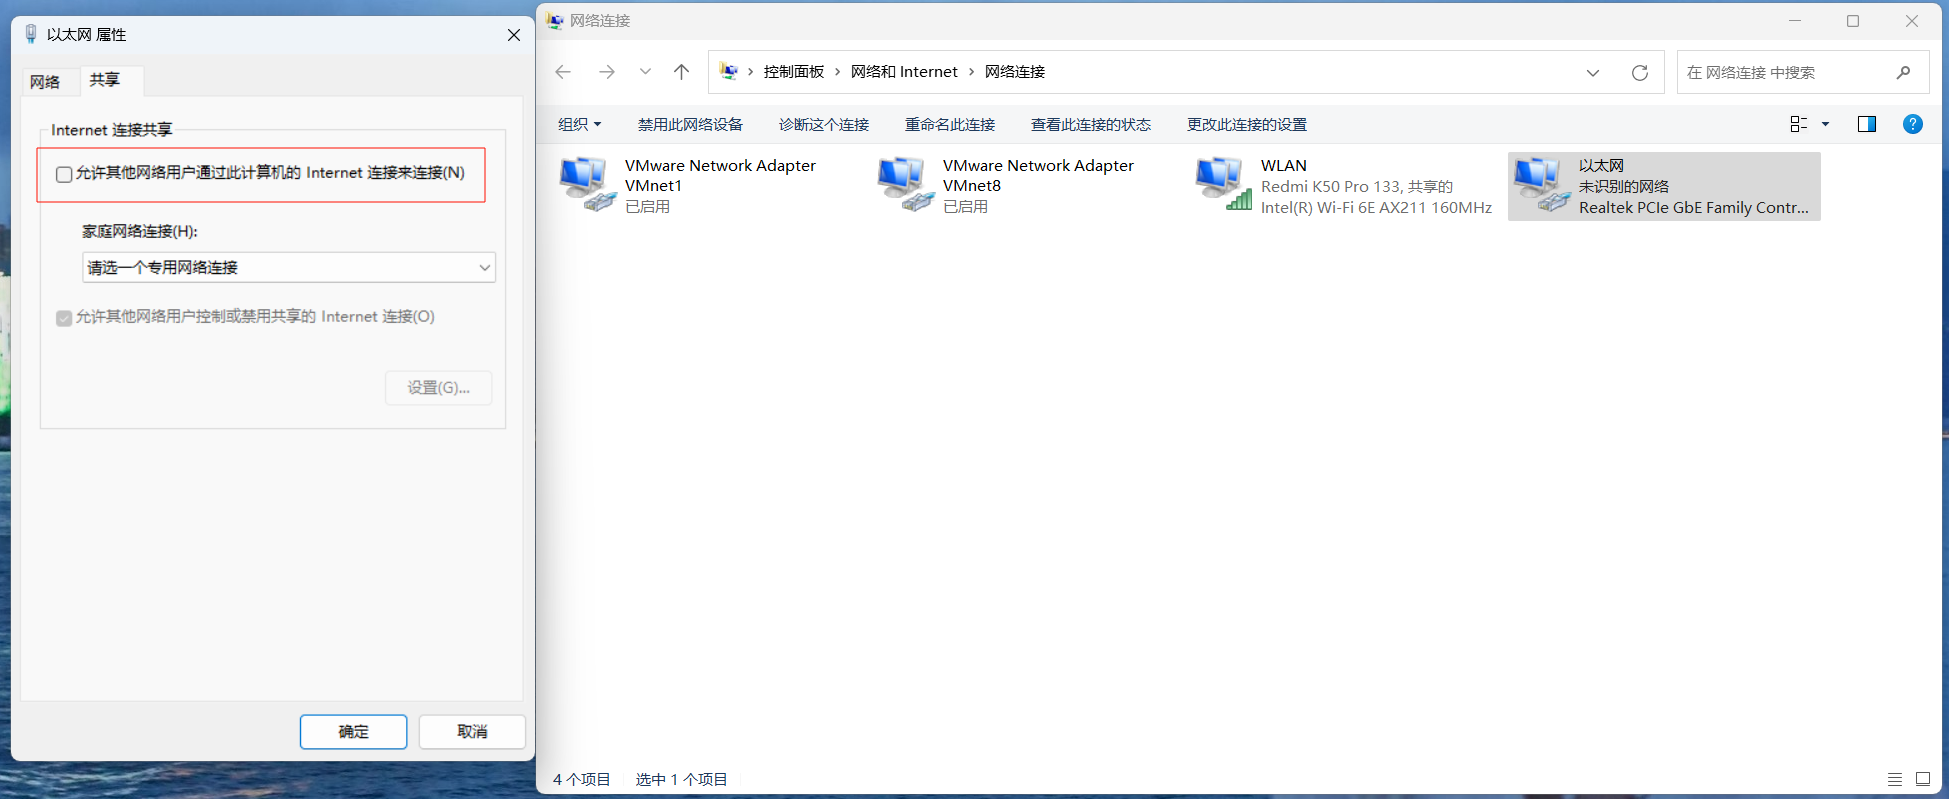 以太网 属性
网络
共享
Internet 连接共享
允许其他网络用户通过此计算机的 Internet 连接来连接(N)
家庭网络连接(H):
请选一个专用网络连接
允许其他网络用户控制或禁用共享的 Internet 连接(O)
设置(G)...
确定
取消
网络连接
控制面板 › 网络和 Internet › 网络连接
在 网络连接 中搜索
组织
禁用此网络设备
诊断这个连接
重命名此连接
查看此连接的状态
更改此连接的设置
VMware Network Adapter
VMnet1
已启用
VMware Network Adapter
VMnet8
已启用
WLAN
Redmi K50 Pro 133, 共享的
Intel(R) Wi-Fi 6E AX211 160MHz
以太网
未识别的网络
Realtek PCIe GbE Family Contr...
4 个项目
选中 1 个项目